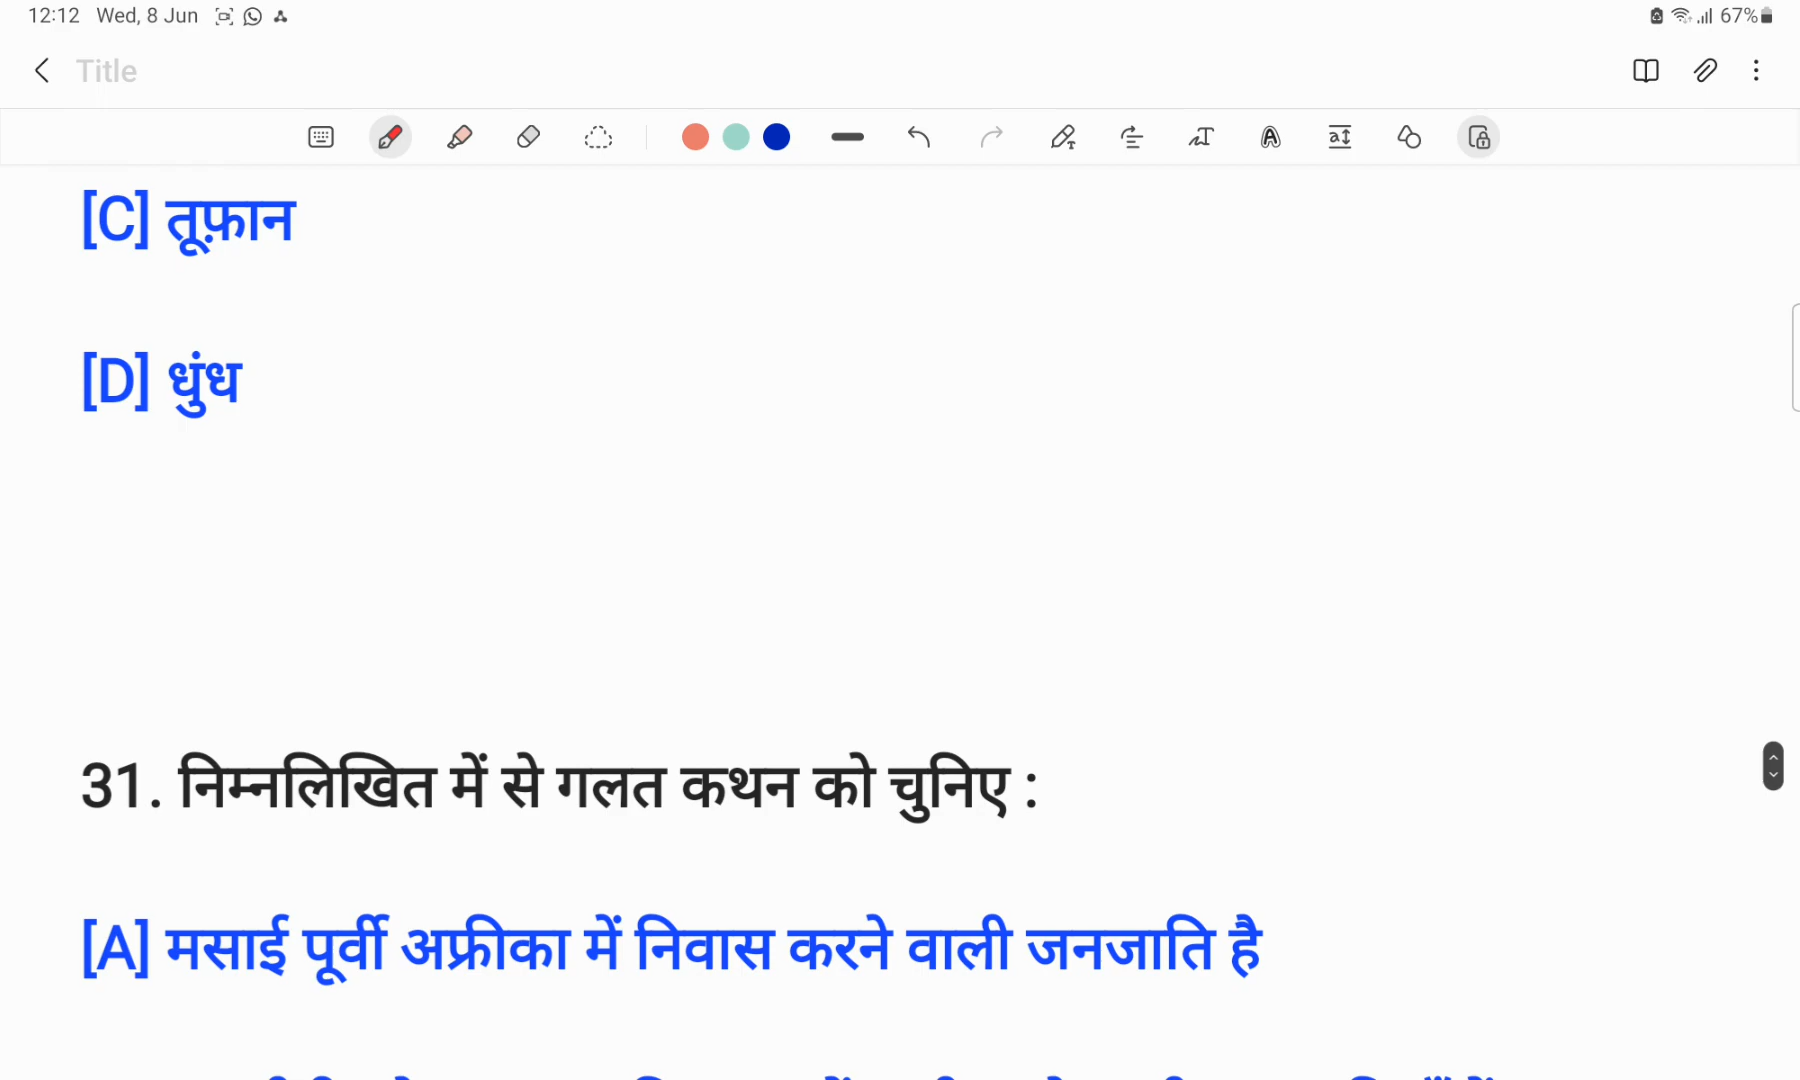 12:12 Wed, 8 Jun 67%
Title
[C] तूफ़ान
[D] धुंध
31. निम्नलिखित में से गलत कथन को चुनिए :
[A] मसाई पूर्वी अफ्रीका में निवास करने वाली जनजाति है